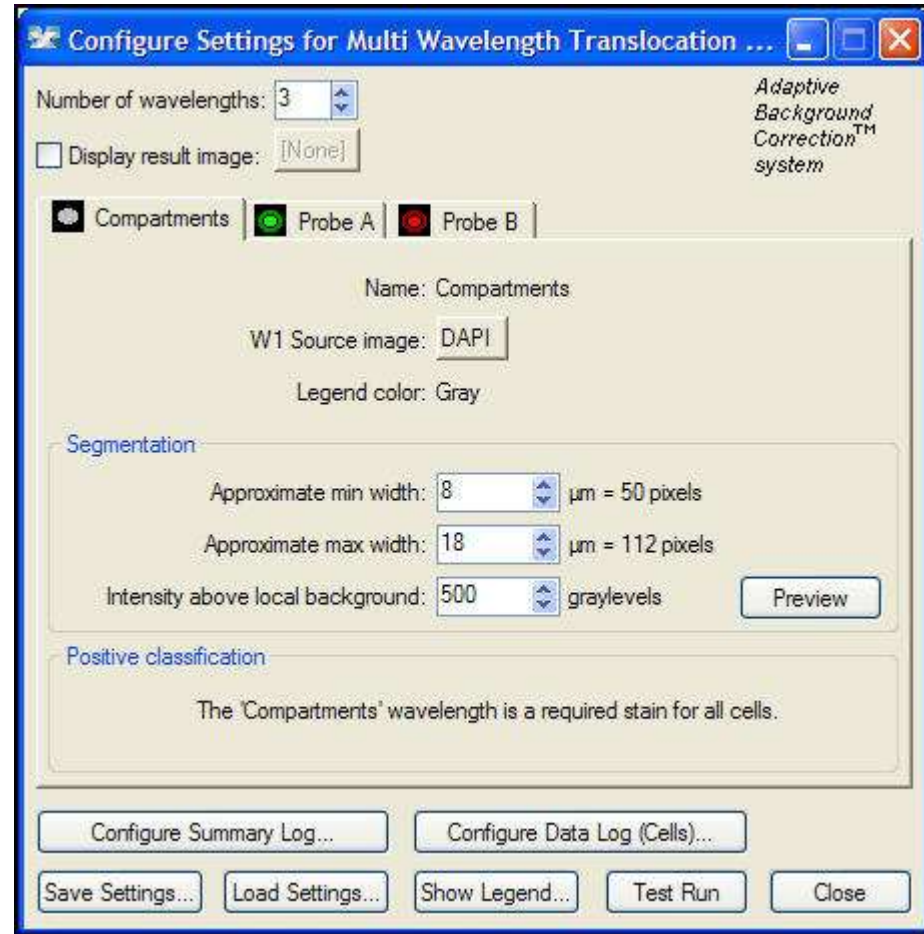 Configure Settings for Multi Wavelength Translocation ...
Number of wavelengths: 3
Display result image: [None]
Adaptive
Background
Correction™
system
Compartments Probe A Probe B
Name: Compartments
W1 Source image: DAPI
Legend color: Gray
Segmentation
Approximate min width: 8 µm = 50 pixels
Approximate max width: 18 µm = 112 pixels
Intensity above local background: 500 graylevels Preview
Positive classification
The 'Compartments' wavelength is a required stain for all cells.
Configure Summary Log... Configure Data Log (Cells)...
Save Settings... Load Settings... Show Legend... Test Run Close